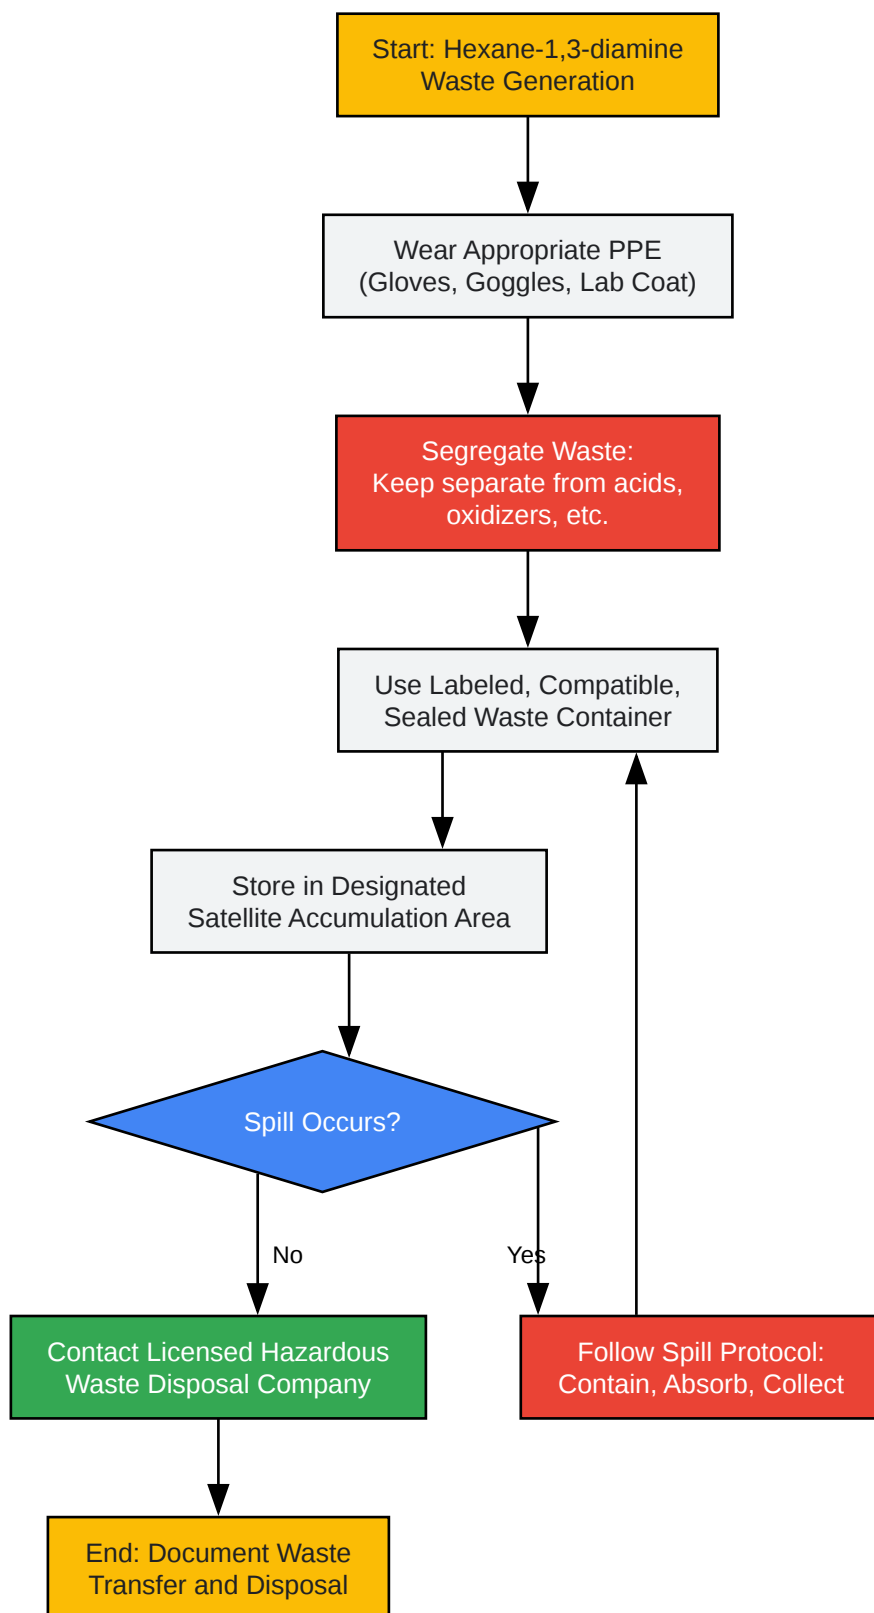 Start: Hexane-1,3-diamine
Waste Generation
Wear Appropriate PPE
(Gloves, Goggles, Lab Coat)
Segregate Waste:
Keep separate from acids,
oxidizers, etc.
Use Labeled, Compatible,
Sealed Waste Container
Store in Designated
Satellite Accumulation Area
Spill Occurs?
No
Yes
Contact Licensed Hazardous
Waste Disposal Company
Follow Spill Protocol:
Contain, Absorb, Collect
End: Document Waste
Transfer and Disposal